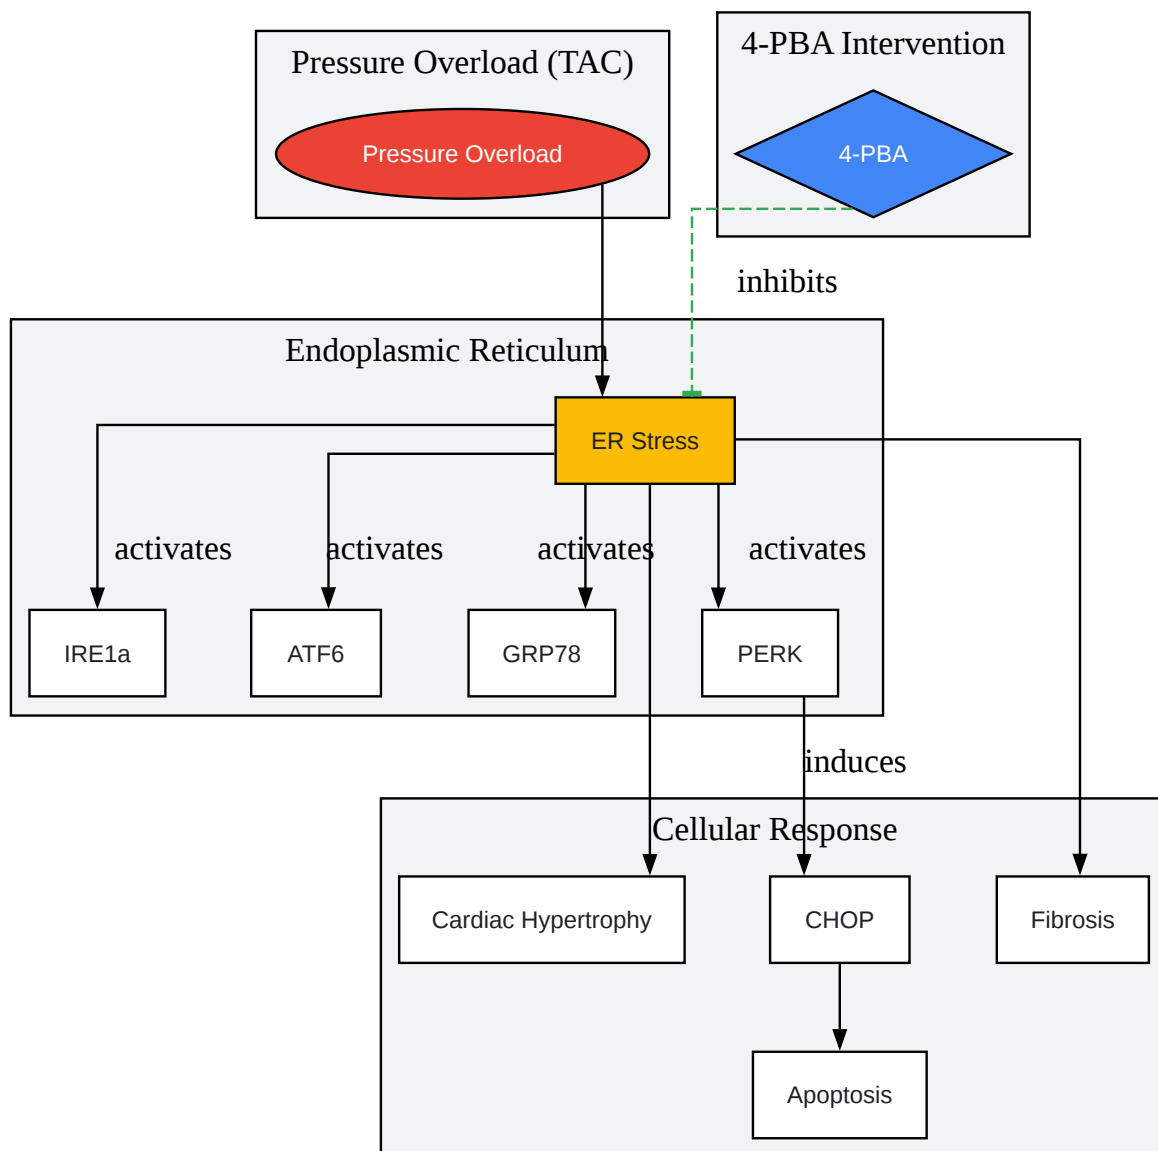 Pressure Overload (TAC)
4-PBA Intervention
Pressure Overload
4-PBA
inhibits
Endoplasmic Reticulum
ER Stress
activates
activates
activates
activates
IRE1a
ATF6
GRP78
PERK
induces
Cellular Response
Cardiac Hypertrophy
CHOP
Fibrosis
Apoptosis